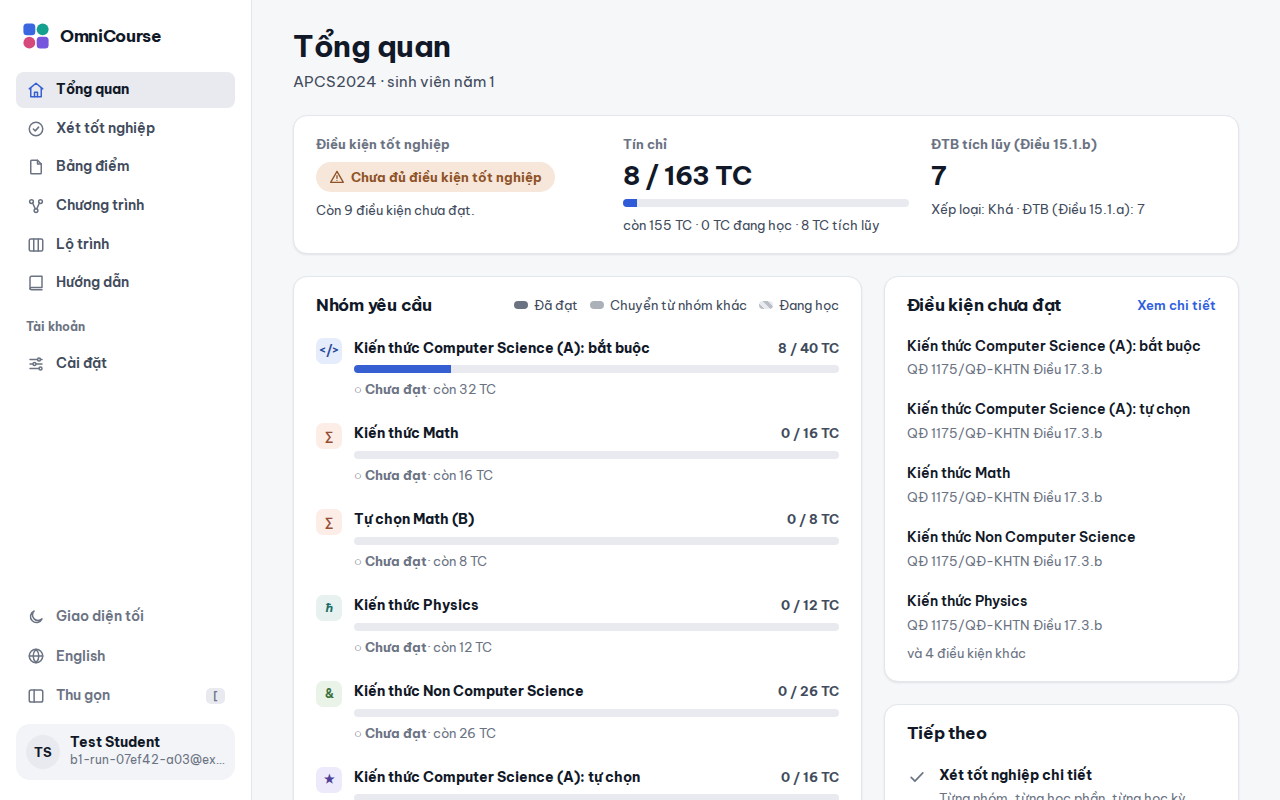 OmniCourse
Tổng quan
Xét tốt nghiệp
Bảng điểm
Chương trình
Lộ trình
Hướng dẫn
Tài khoản
Cài đặt
Giao diện tối
English
Thu gọn
[
TS
Test Student
b1-run-07ef42-a03@ex...
Tổng quan
APCS2024 · sinh viên năm 1
Điều kiện tốt nghiệp
Chưa đủ điều kiện tốt nghiệp
Còn 9 điều kiện chưa đạt.
Tín chỉ
8 / 163 TC
còn 155 TC · 0 TC đang học · 8 TC tích lũy
ĐTB tích lũy (Điều 15.1.b)
7
Xếp loại: Khá · ĐTB (Điều 15.1.a): 7
Nhóm yêu cầu
Đã đạt
Chuyển từ nhóm khác
Đang học
</>
Kiến thức Computer Science (A): bắt buộc
8 / 40 TC
○ Chưa đạt · còn 32 TC
∑
Kiến thức Math
0 / 16 TC
○ Chưa đạt · còn 16 TC
∑
Tự chọn Math (B)
0 / 8 TC
○ Chưa đạt · còn 8 TC
ℏ
Kiến thức Physics
0 / 12 TC
○ Chưa đạt · còn 12 TC
&
Kiến thức Non Computer Science
0 / 26 TC
○ Chưa đạt · còn 26 TC
★
Kiến thức Computer Science (A): tự chọn
0 / 16 TC
Điều kiện chưa đạt
Xem chi tiết
Kiến thức Computer Science (A): bắt buộc
QĐ 1175/QĐ-KHTN Điều 17.3.b
Kiến thức Computer Science (A): tự chọn
QĐ 1175/QĐ-KHTN Điều 17.3.b
Kiến thức Math
QĐ 1175/QĐ-KHTN Điều 17.3.b
Kiến thức Non Computer Science
QĐ 1175/QĐ-KHTN Điều 17.3.b
Kiến thức Physics
QĐ 1175/QĐ-KHTN Điều 17.3.b
và 4 điều kiện khác
Tiếp theo
Xét tốt nghiệp chi tiết
Từng nhóm, từng học phần, từng học kỳ